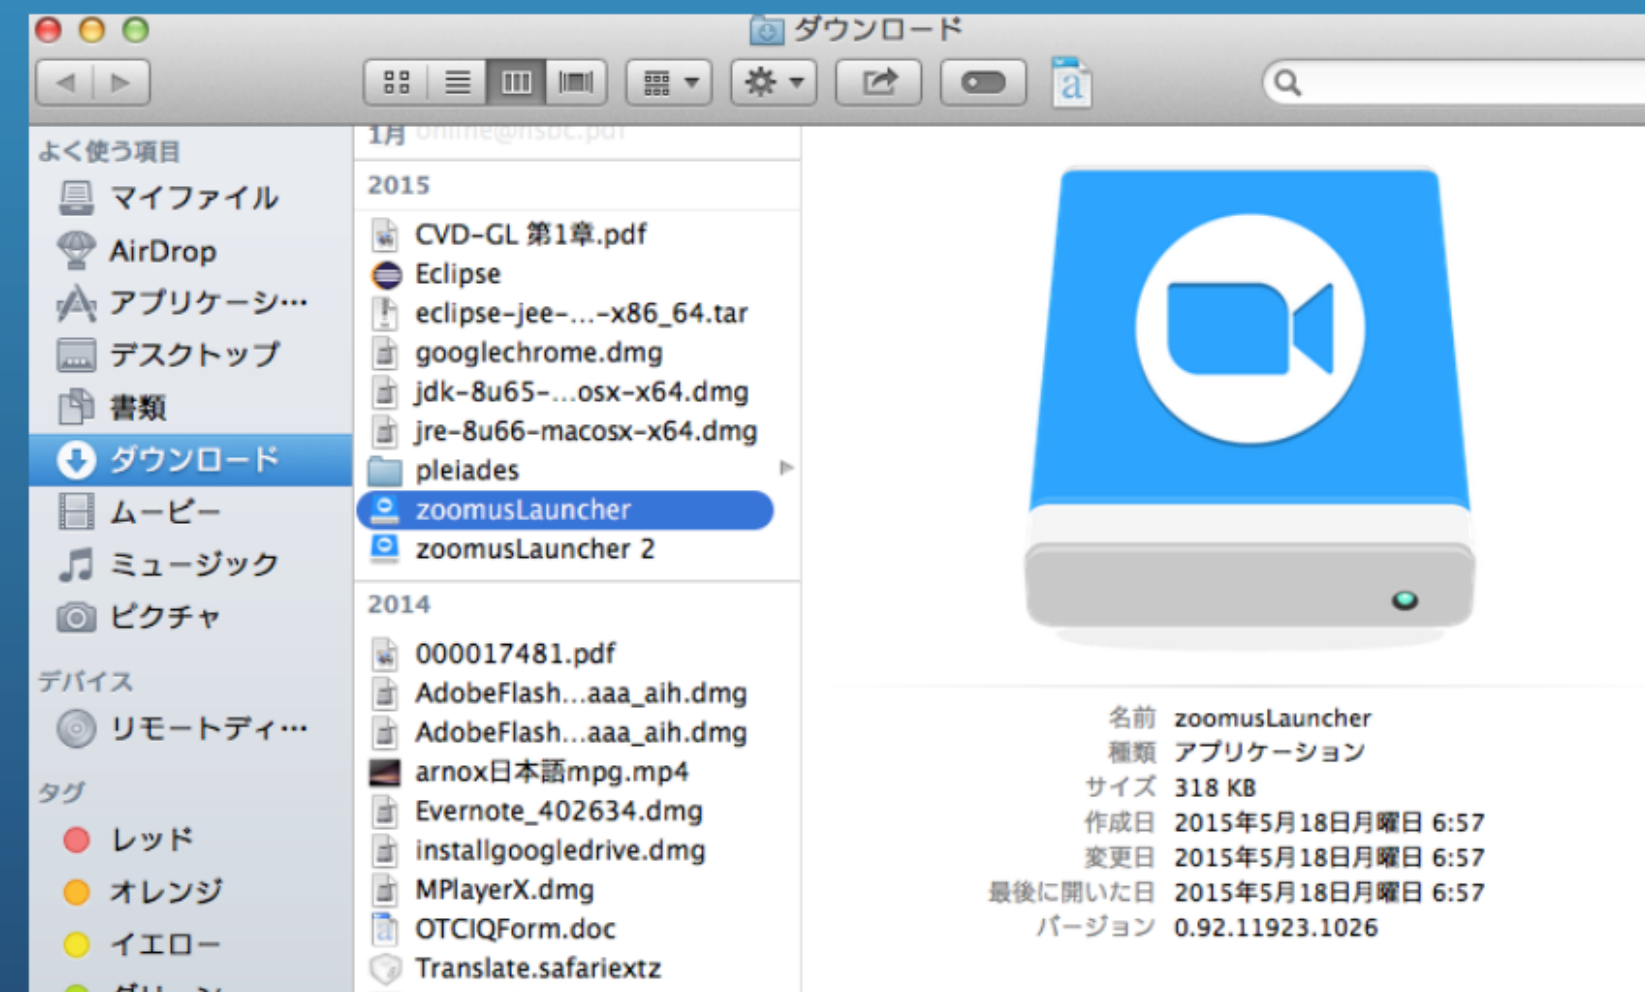 ダウンロード
よく使う項目
マイファイル
AirDrop
アプリケーシ…
デスクトップ
書類
ダウンロード
ムービー
ミュージック
ピクチャ
デバイス
リモートディ…
タグ
レッド
オレンジ
イエロー
グリーン
1月 online@hsbc.pdf
2015
CVD-GL 第1章.pdf
Eclipse
eclipse-jee-...-x86_64.tar
googlechrome.dmg
jdk-8u65-...osx-x64.dmg
jre-8u66-macosx-x64.dmg
pleiades
zoomusLauncher
zoomusLauncher 2
2014
000017481.pdf
AdobeFlash...aaa_aih.dmg
AdobeFlash...aaa_aih.dmg
arnox日本語mpg.mp4
Evernote_402634.dmg
installgoogledrive.dmg
MPlayerX.dmg
OTCIQForm.doc
Translate.safariextz
名前 zoomusLauncher
種類 アプリケーション
サイズ 318 KB
作成日 2015年5月18日月曜日 6:57
変更日 2015年5月18日月曜日 6:57
最後に開いた日 2015年5月18日月曜日 6:57
バージョン 0.92.11923.1026